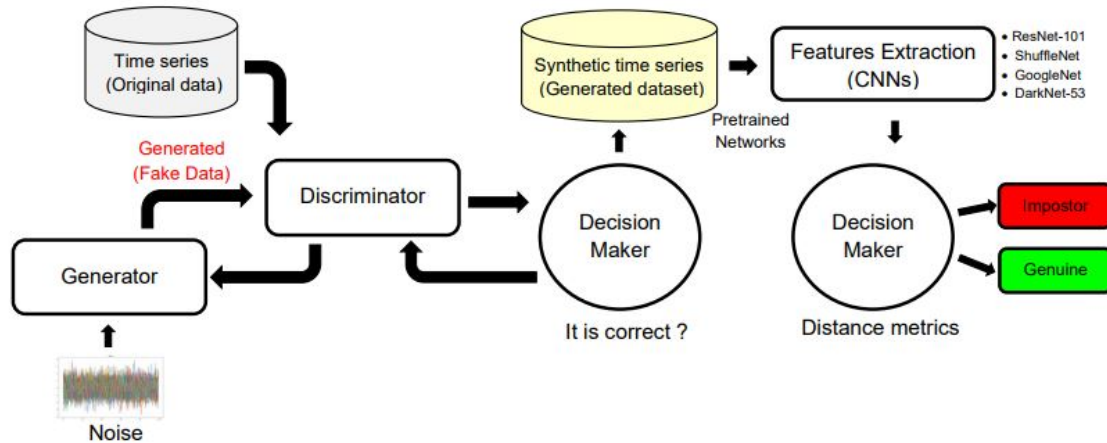 Time series
(Original data)
Generated
(Fake Data)
Generator
Noise
Discriminator
Decision
Maker
It is correct ?
Synthetic time series
(Generated dataset)
Pretrained
Networks
Features Extraction
(CNNs)
• ResNet-101
• ShuffleNet
• GoogleNet
• DarkNet-53
Decision
Maker
Distance metrics
Impostor
Genuine